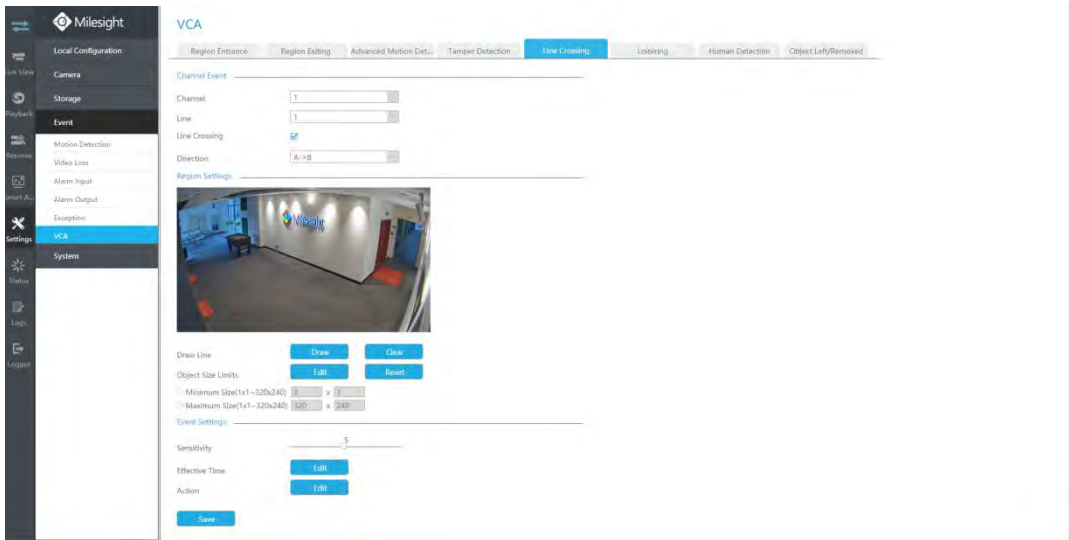 Milesight
VCA
Local Configuration
Camera
Storage
Event
Motion Detection
Video Loss
Alarm Input
Alarm Output
Exception
VCA
System
Live View
Playback
Retrieve
Smart A...
Settings
Status
Logs
Logout
Region Entrance
Region Exiting
Advanced Motion Det...
Tamper Detection
Line Crossing
Loitering
Human Detection
Object Left/Removed
Channel Event
Channel 1
Line 1
Line Crossing
Direction A->B
Region Settings
Milesight
Draw Line Draw Clear
Object Size Limits Edit Reset
Minimum Size(1x1~320x240) 3 x 3
Maximum Size(1x1~320x240) 320 x 240
Event Settings
Sensitivity 5
Effective Time Edit
Action Edit
Save